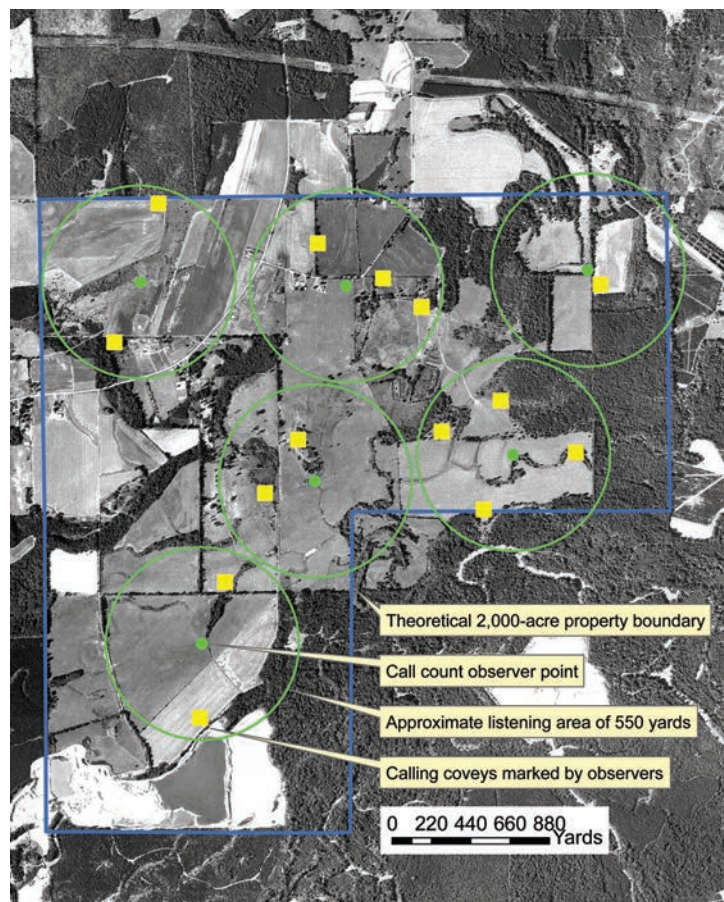 Theoretical 2,000-acre property boundary
Call count observer point
Approximate listening area of 550 yards
Calling coveys marked by observers
0 220 440 660 880
Yards